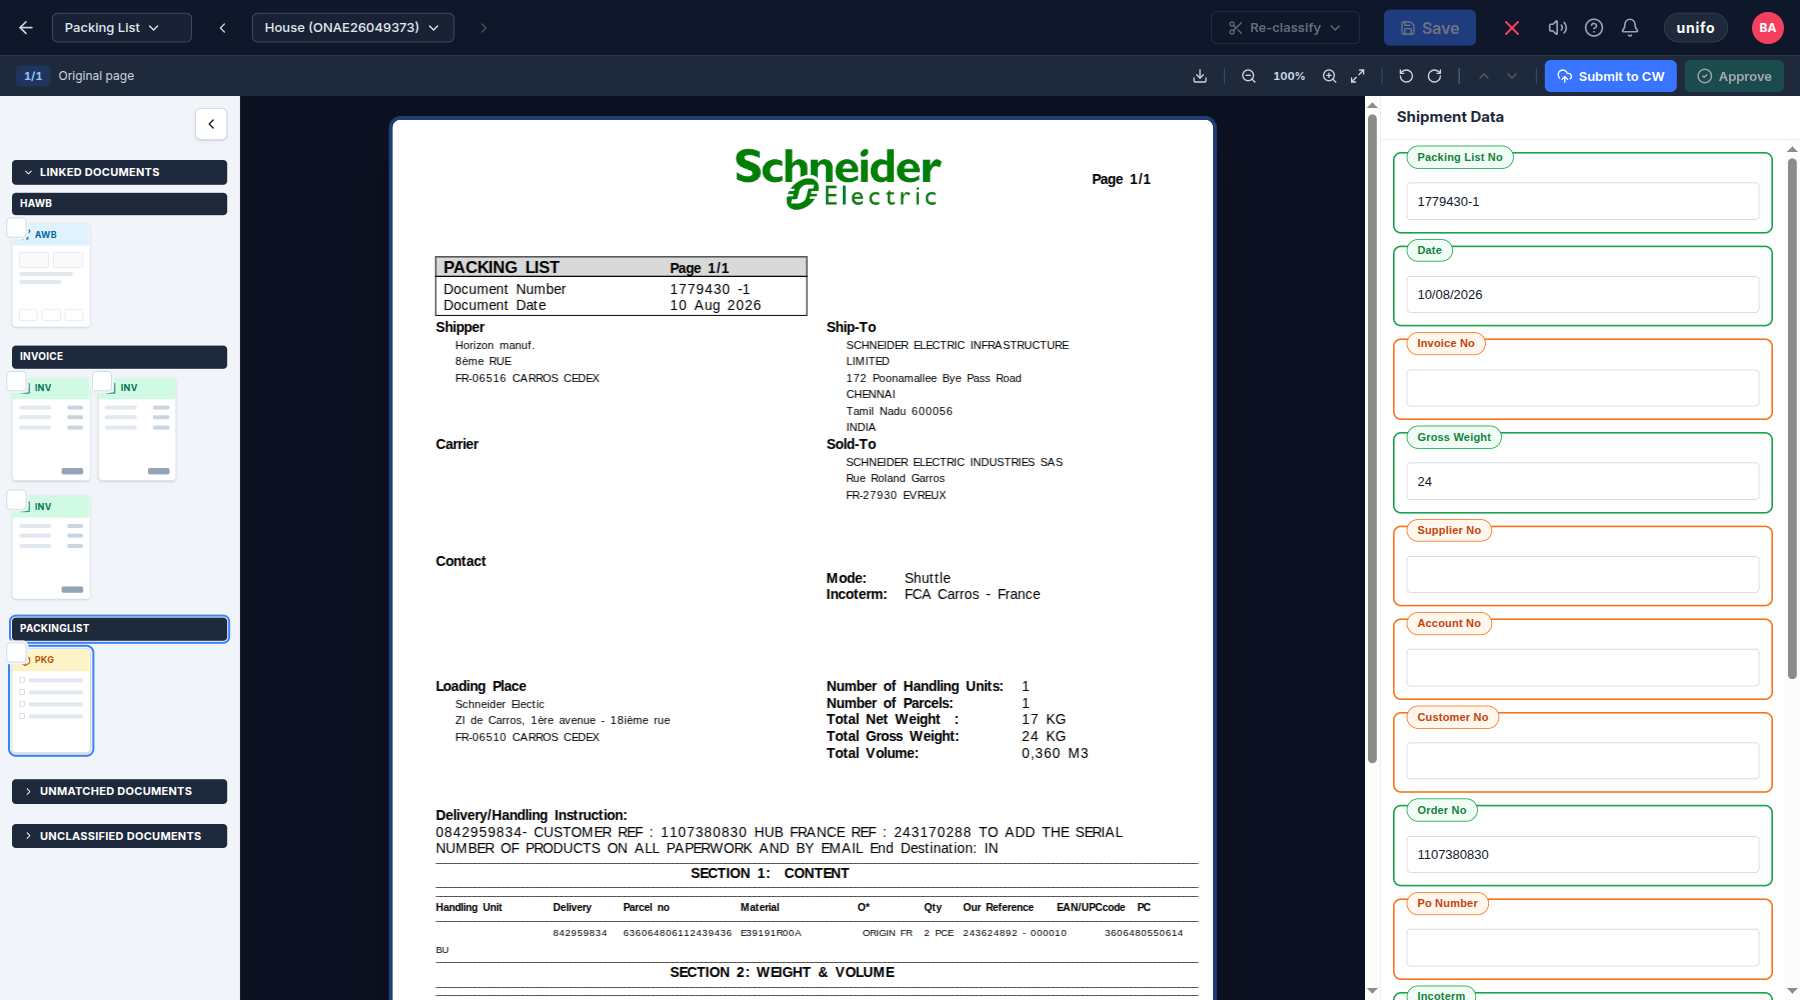 Packing List
House (ONAE26049373)
Re-classify
Save
unifo
BA
1/1 Original page
100%
Submit to CW
Approve
LINKED DOCUMENTS
HAWB
AWB
INVOICE
INV
INV
INV
PACKINGLIST
PKG
UNMATCHED DOCUMENTS
UNCLASSIFIED DOCUMENTS
Schneider
Electric
Page 1/1
PACKING LIST Page 1/1
Document Number 1779430 -1
Document Date 10 Aug 2026
Shipper
Horizon manuf.
8ème RUE
FR-06516 CARROS CEDEX
Ship-To
SCHNEIDER ELECTRIC INFRASTRUCTURE
LIMITED
172 Poonamallee Bye Pass Road
CHENNAI
Tamil Nadu 600056
INDIA
Carrier
Sold-To
SCHNEIDER ELECTRIC INDUSTRIES SAS
Rue Roland Garros
FR-27930 EVREUX
Contact
Mode: Shuttle
Incoterm: FCA Carros - France
Loading Place
Schneider Electic
ZI de Carros, 1ère avenue - 18ième rue
FR-06510 CARROS CEDEX
Number of Handling Units: 1
Number of Parcels: 1
Total Net Weight : 17 KG
Total Gross Weight: 24 KG
Total Volume: 0,360 M3
Delivery/Handling Instruction:
0842959834- CUSTOMER REF : 1107380830 HUB FRANCE REF : 243170288 TO ADD THE SERIAL
NUMBER OF PRODUCTS ON ALL PAPERWORK AND BY EMAIL End Destination: IN
SECTION 1: CONTENT
Handling Unit Delivery Parcel no Material O* Qty Our Reference EAN/UPCcode PC
842959834 636064806112439436 E39191R00A ORIGIN FR 2 PCE 243624892 - 000010 3606480550614
BU
SECTION 2: WEIGHT & VOLUME
Shipment Data
Packing List No
1779430-1
Date
10/08/2026
Invoice No
Gross Weight
24
Supplier No
Account No
Customer No
Order No
1107380830
Po Number
Incoterm